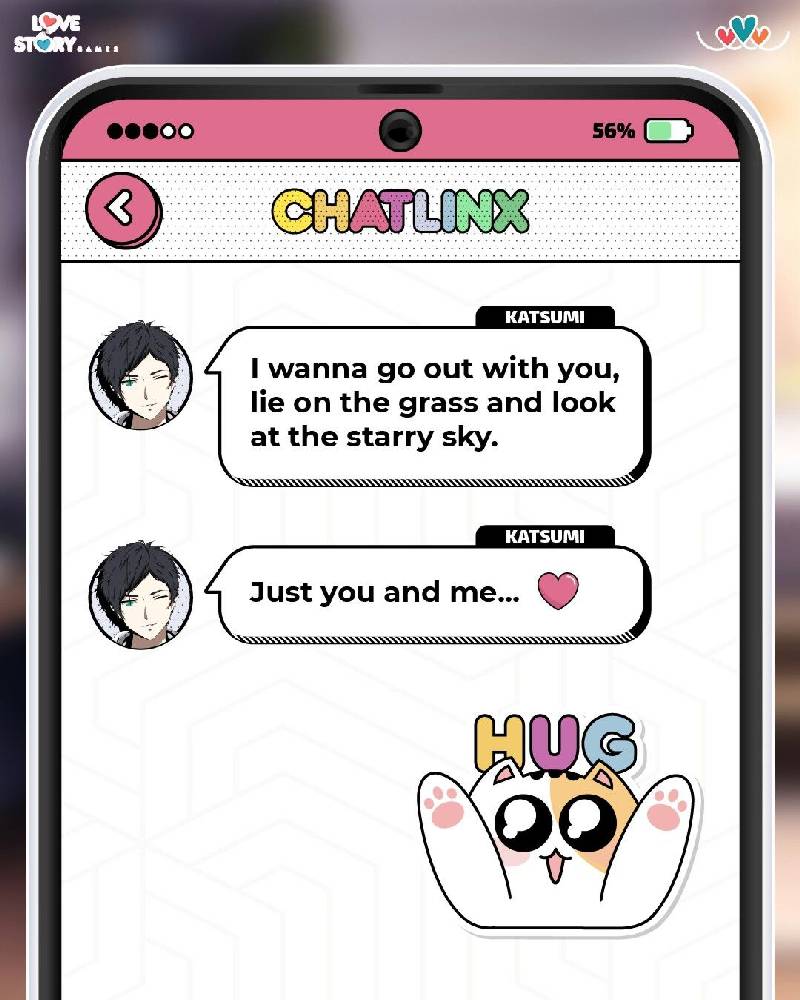 LOVE
STORY GAMES
56%
CHATLINX
KATSUMI
I wanna go out with you,
lie on the grass and look
at the starry sky.
KATSUMI
Just you and me...
HUG